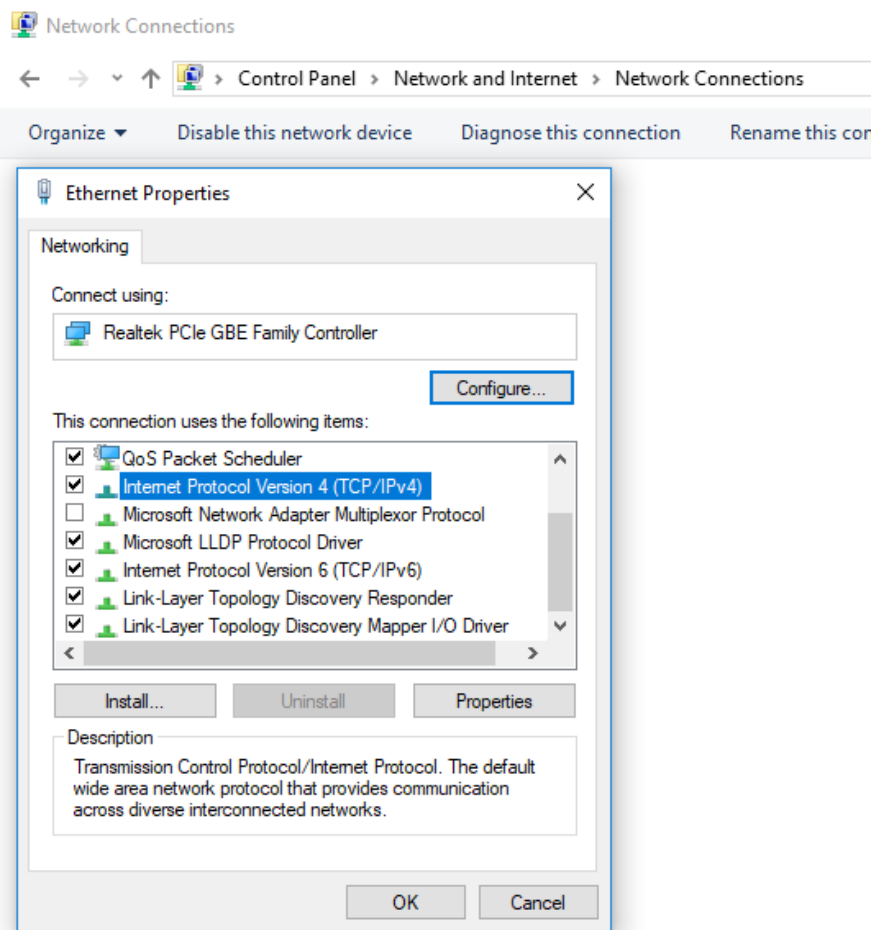 Network Connections
Control Panel > Network and Internet > Network Connections
Organize Disable this network device Diagnose this connection Rename this con
Ethernet Properties
Networking
Connect using:
Realtek PCIe GBE Family Controller
Configure...
This connection uses the following items:
QoS Packet Scheduler
Internet Protocol Version 4 (TCP/IPv4)
Microsoft Network Adapter Multiplexor Protocol
Microsoft LLDP Protocol Driver
Internet Protocol Version 6 (TCP/IPv6)
Link-Layer Topology Discovery Responder
Link-Layer Topology Discovery Mapper I/O Driver
Install... Uninstall Properties
Description
Transmission Control Protocol/Internet Protocol. The default
wide area network protocol that provides communication
across diverse interconnected networks.
OK Cancel